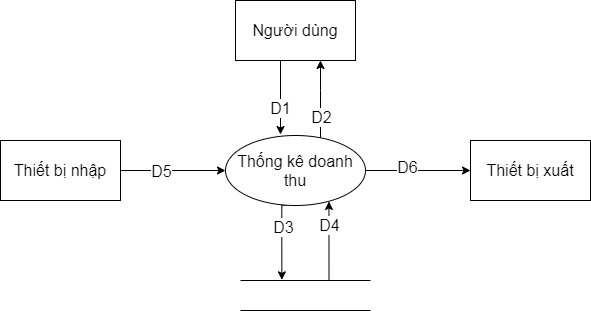 Người dùng
D1
D2
Thiết bị nhập
D5
Thống kê doanh
thu
D6
Thiết bị xuất
D3
D4